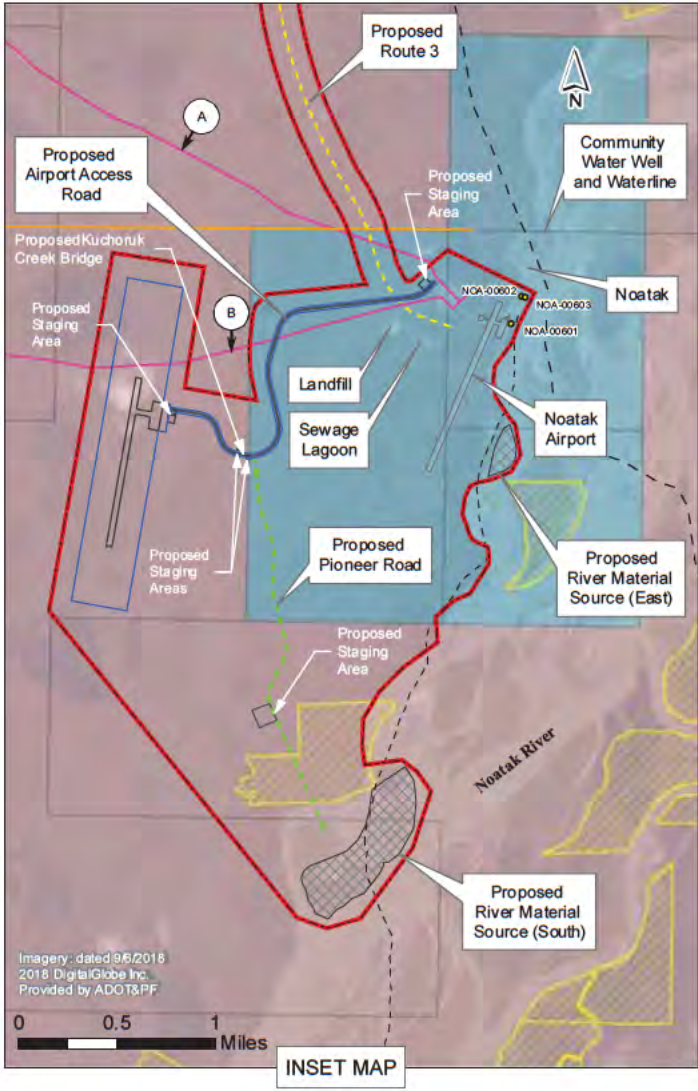 Proposed
Route 3
N
A
Community
Water Well
and Waterline
Proposed
Airport Access
Road
Proposed
Staging
Area
Proposed Kuchoruk
Creek Bridge
NOA-00602
NOA-00603
Noatak
Proposed
Staging
Area
B
NOA-00601
Landfill
Sewage
Lagoon
Noatak
Airport
Proposed
Staging
Areas
Proposed
Pioneer Road
Proposed
River Material
Source (East)
Proposed
Staging
Area
Noatak River
Proposed
River Material
Source (South)
Imagery: dated 9/6/2018
2018 DigitalGlobe Inc.
Provided by ADOT&PF
0 0.5 1
Miles
INSET MAP